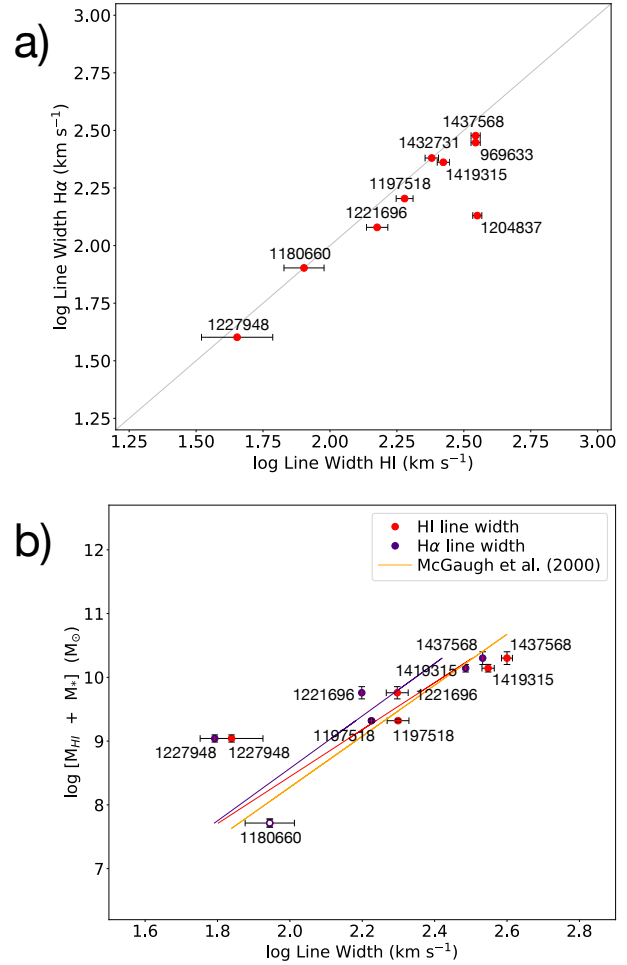 a)
3.00
2.75
2.50
2.25
2.00
1.75
1.50
1.25
log Line Width Hα (km s⁻¹)
1437568
1432731
969633
1419315
1197518
1204837
1221696
1180660
1227948
1.25 1.50 1.75 2.00 2.25 2.50 2.75 3.00
log Line Width HI (km s⁻¹)
b)
HI line width
Hα line width
McGaugh et al. (2000)
12
11
10
9
8
7
log [M_HI + M_*] (M_⊙)
1437568 1437568
1419315
1419315
1221696 1221696
1197518 1197518
1227948 1227948
1180660
1.6 1.8 2.0 2.2 2.4 2.6 2.8
log Line Width (km s⁻¹)